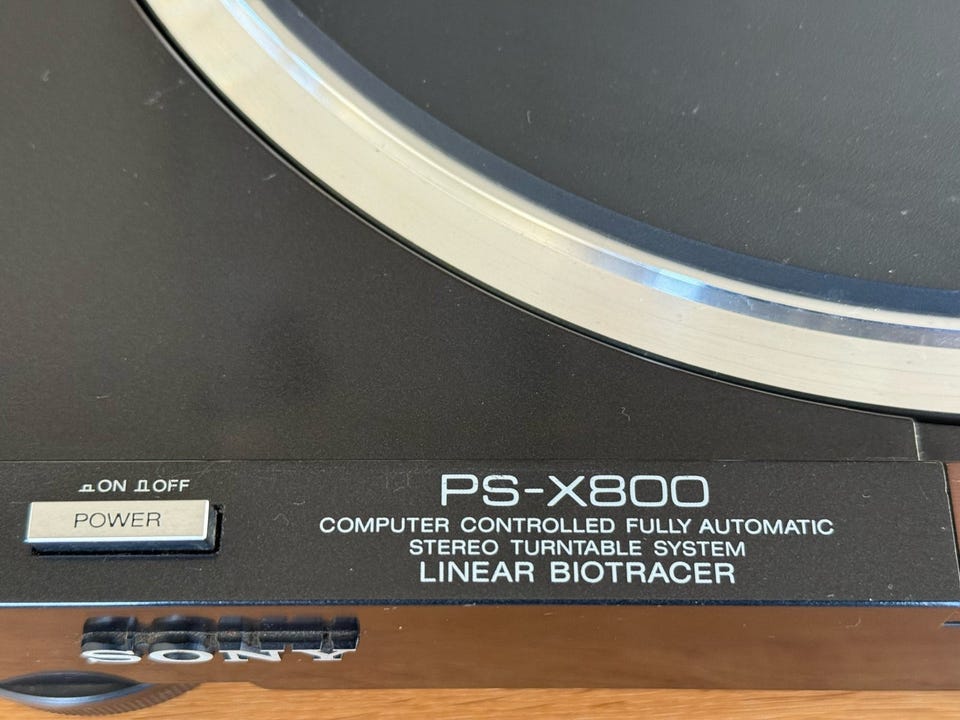 ON OFF
POWER
PS-X800
COMPUTER CONTROLLED FULLY AUTOMATIC
STEREO TURNTABLE SYSTEM
LINEAR BIOTRACER
SONY